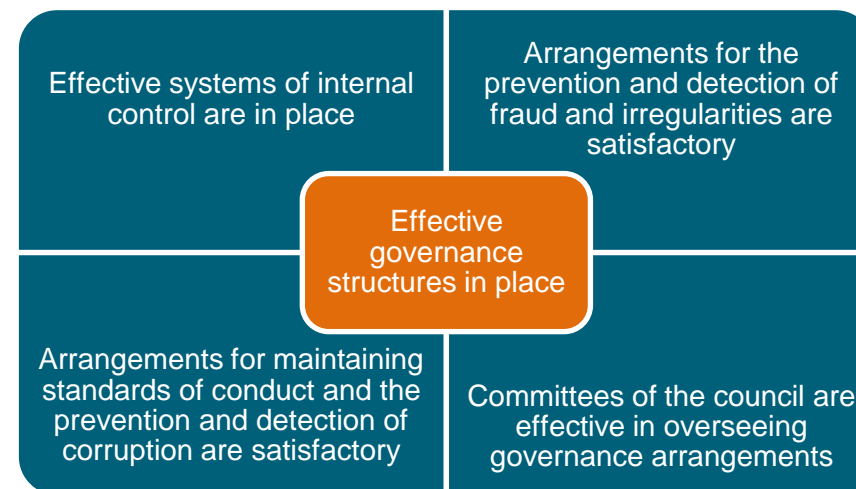 Effective systems of internal
control are in place
Arrangements for the
prevention and detection of
fraud and irregularities are
satisfactory
Effective
governance
structures in place
Arrangements for maintaining
standards of conduct and the
prevention and detection of
corruption are satisfactory
Committees of the council are
effective in overseeing
governance arrangements